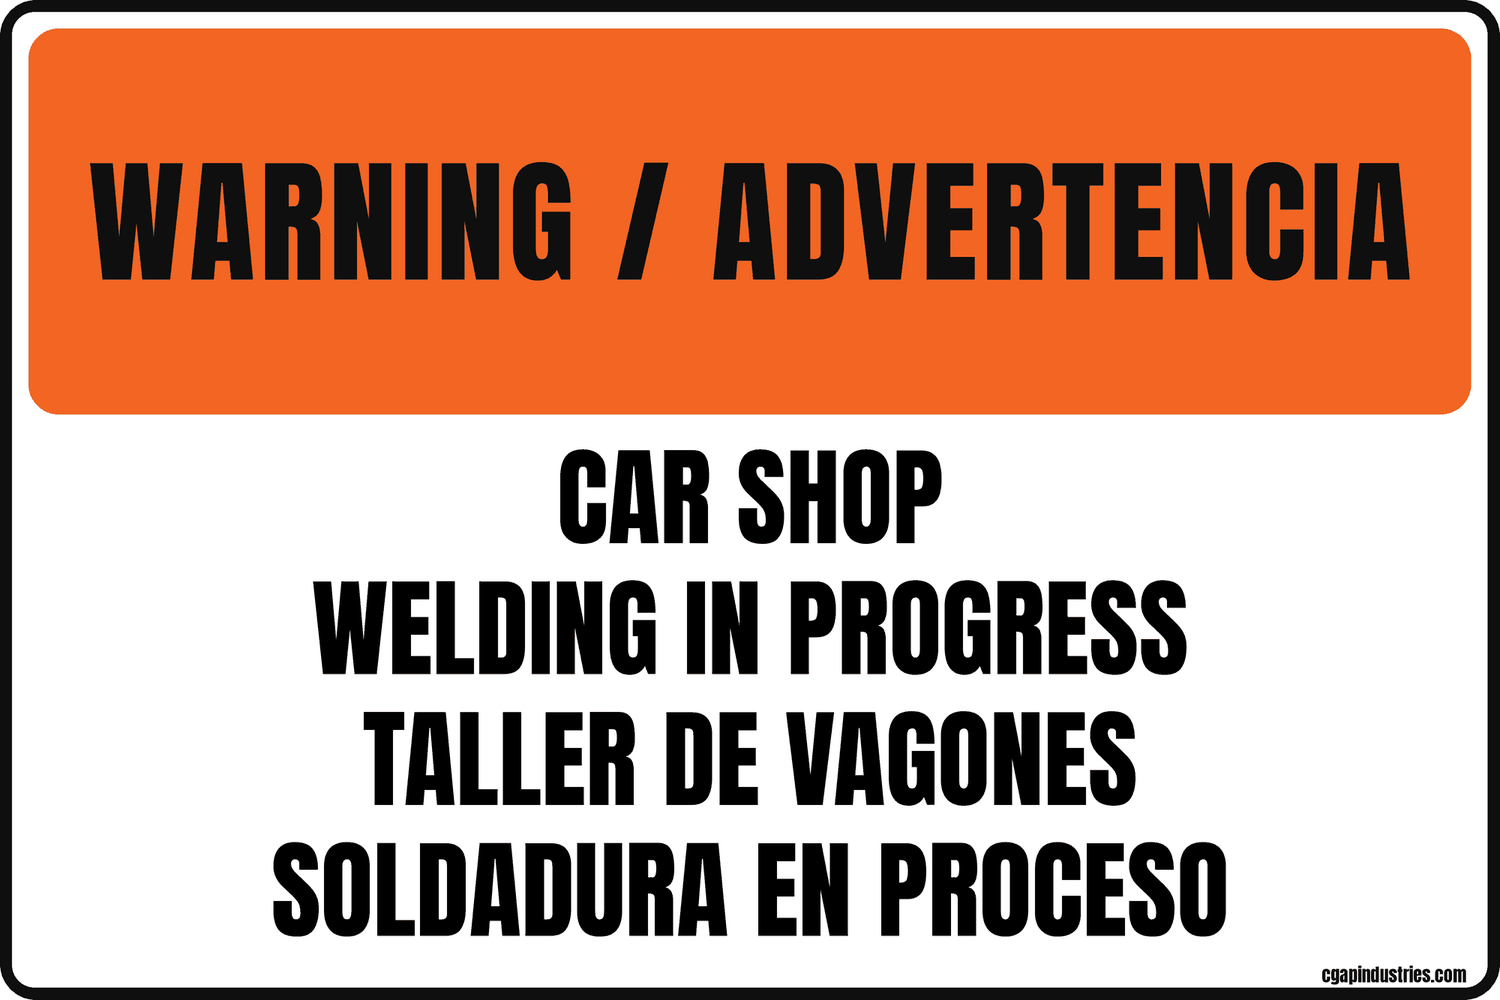 WARNING / ADVERTENCIA
CAR SHOP
WELDING IN PROGRESS
TALLER DE VAGONES
SOLDADURA EN PROCESO
cgapindustries.com